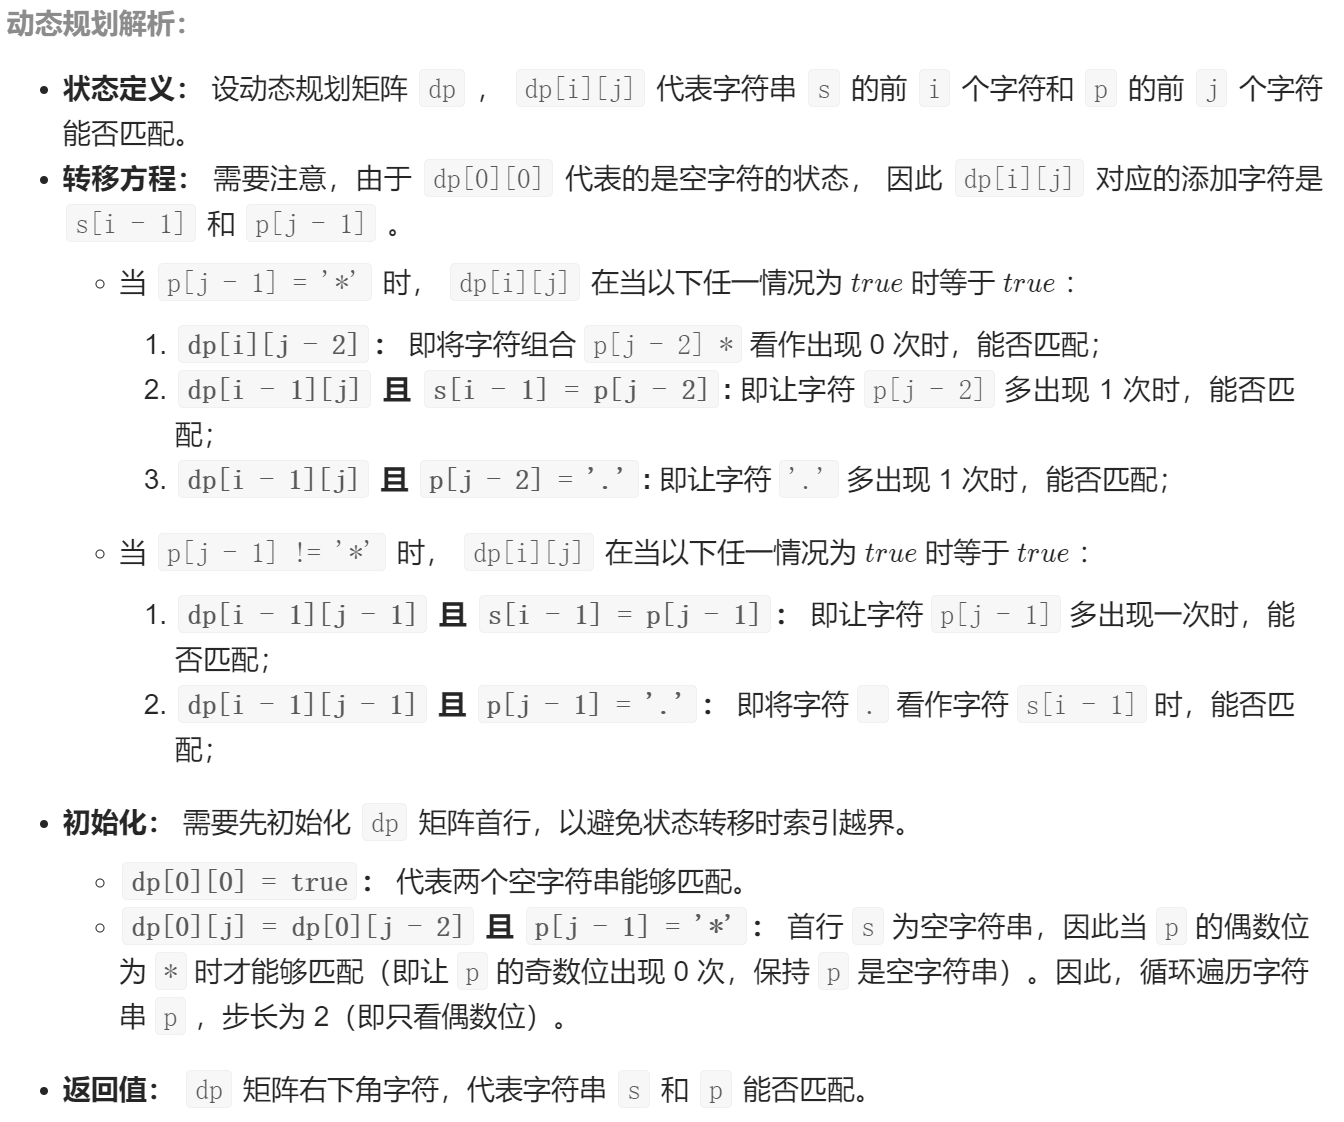 动态规划解析：
• 状态定义： 设动态规划矩阵 dp ， dp[i][j] 代表字符串 s 的前 i 个字符和 p 的前 j 个字符
能否匹配。
• 转移方程： 需要注意，由于 dp[0][0] 代表的是空字符的状态， 因此 dp[i][j] 对应的添加字符是
s[i - 1] 和 p[j - 1] 。
◦ 当 p[j - 1] = '*' 时， dp[i][j] 在当以下任一情况为 true 时等于 true ：
1. dp[i][j - 2] ： 即将字符组合 p[j - 2] * 看作出现 0 次时，能否匹配；
2. dp[i - 1][j] 且 s[i - 1] = p[j - 2] : 即让字符 p[j - 2] 多出现 1 次时，能否匹
配；
3. dp[i - 1][j] 且 p[j - 2] = '.' : 即让字符 '.' 多出现 1 次时，能否匹配；
◦ 当 p[j - 1] != '*' 时， dp[i][j] 在当以下任一情况为 true 时等于 true ：
1. dp[i - 1][j - 1] 且 s[i - 1] = p[j - 1] ： 即让字符 p[j - 1] 多出现一次时，能
否匹配；
2. dp[i - 1][j - 1] 且 p[j - 1] = '.' ： 即将字符 . 看作字符 s[i - 1] 时，能否匹
配；
• 初始化： 需要先初始化 dp 矩阵首行，以避免状态转移时索引越界。
◦ dp[0][0] = true ： 代表两个空字符串能够匹配。
◦ dp[0][j] = dp[0][j - 2] 且 p[j - 1] = '*' ： 首行 s 为空字符串，因此当 p 的偶数位
为 * 时才能够匹配（即让 p 的奇数位出现 0 次，保持 p 是空字符串）。因此，循环遍历字符
串 p ，步长为 2（即只看偶数位）。
• 返回值： dp 矩阵右下角字符，代表字符串 s 和 p 能否匹配。